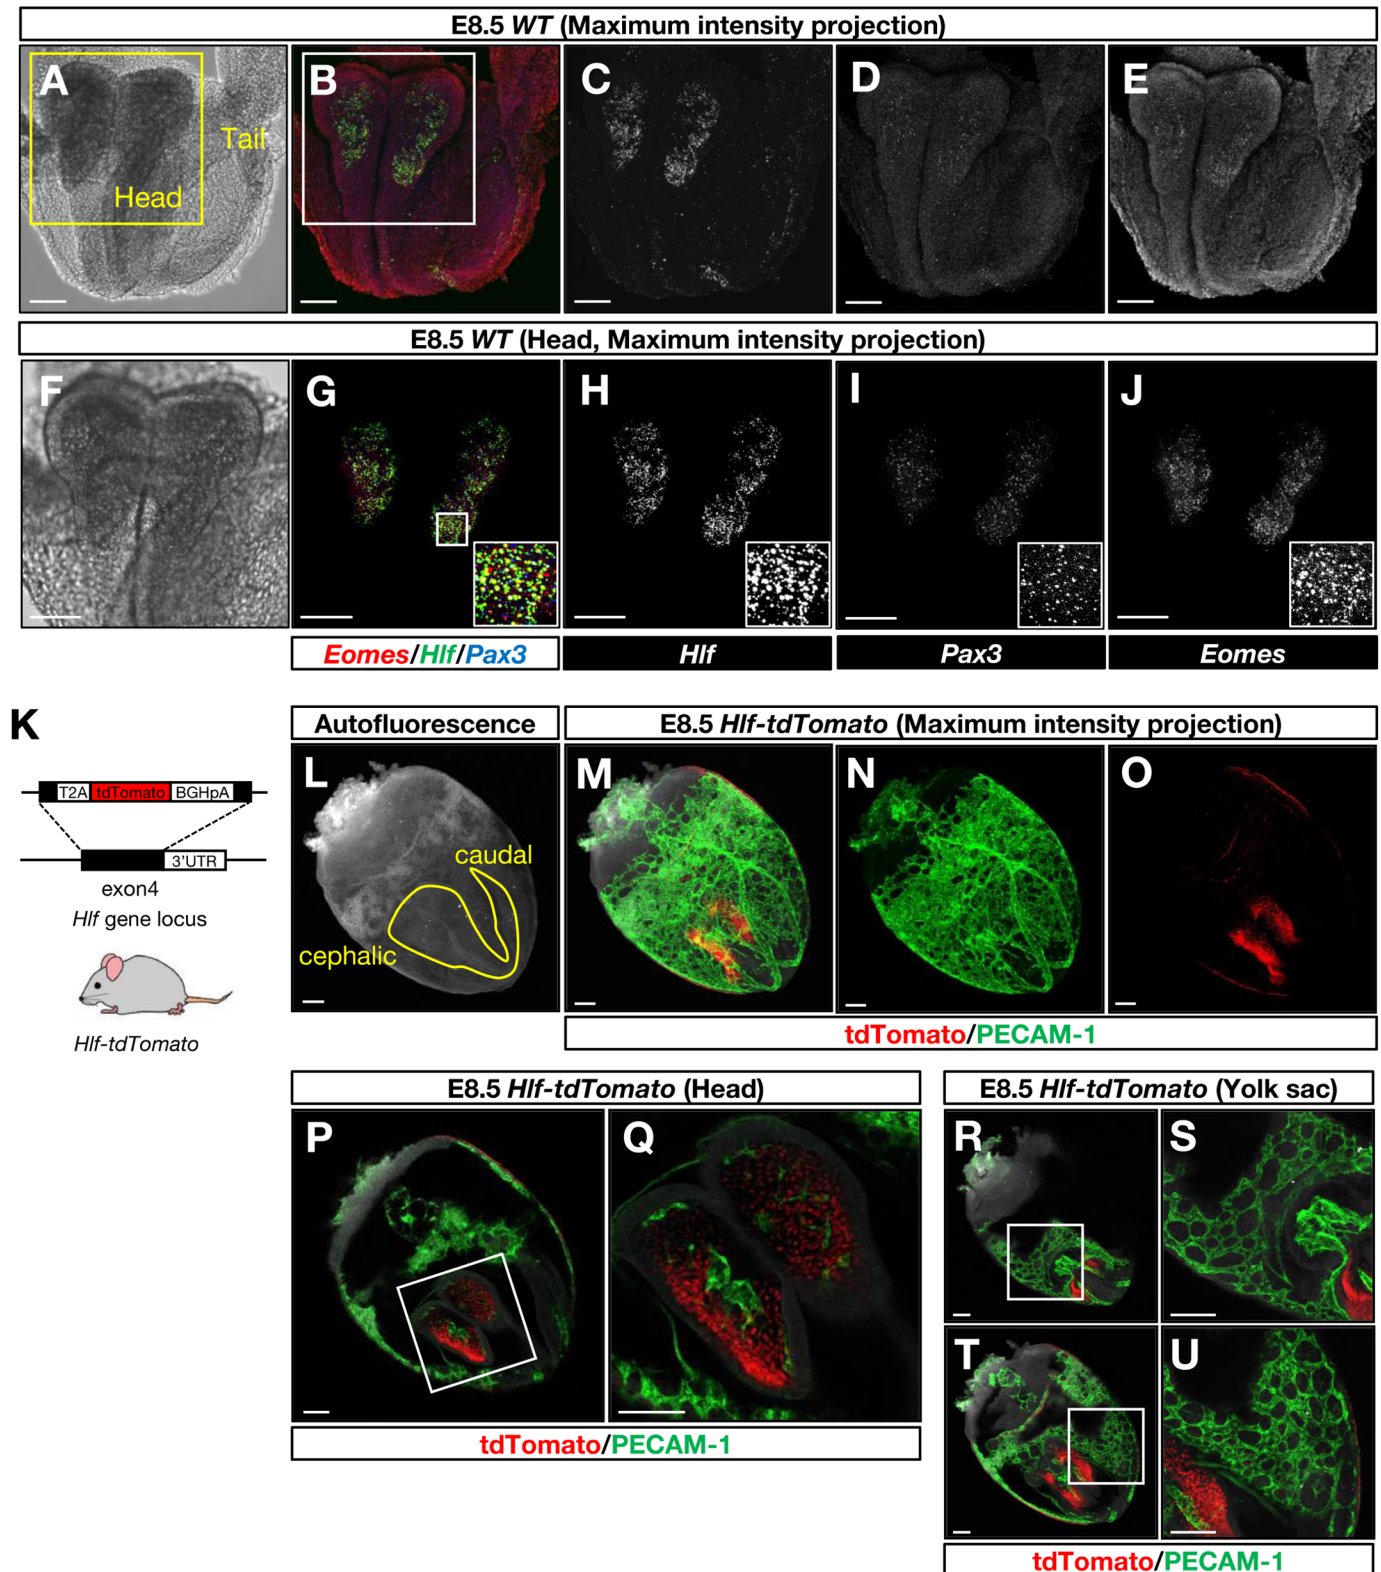 E8.5 WT (Maximum intensity projection)
A
Tail
Head
B
C
D
E
E8.5 WT (Head, Maximum intensity projection)
F
G
H
I
J
Eomes/Hlf/Pax3
Hlf
Pax3
Eomes
K
T2A tdTomato BGHpA
3'UTR
exon4
Hlf gene locus
Hlf-tdTomato
Autofluorescence
E8.5 Hlf-tdTomato (Maximum intensity projection)
L
caudal
cephalic
M
N
O
tdTomato/PECAM-1
E8.5 Hlf-tdTomato (Head)
P
Q
tdTomato/PECAM-1
E8.5 Hlf-tdTomato (Yolk sac)
R
S
T
U
tdTomato/PECAM-1